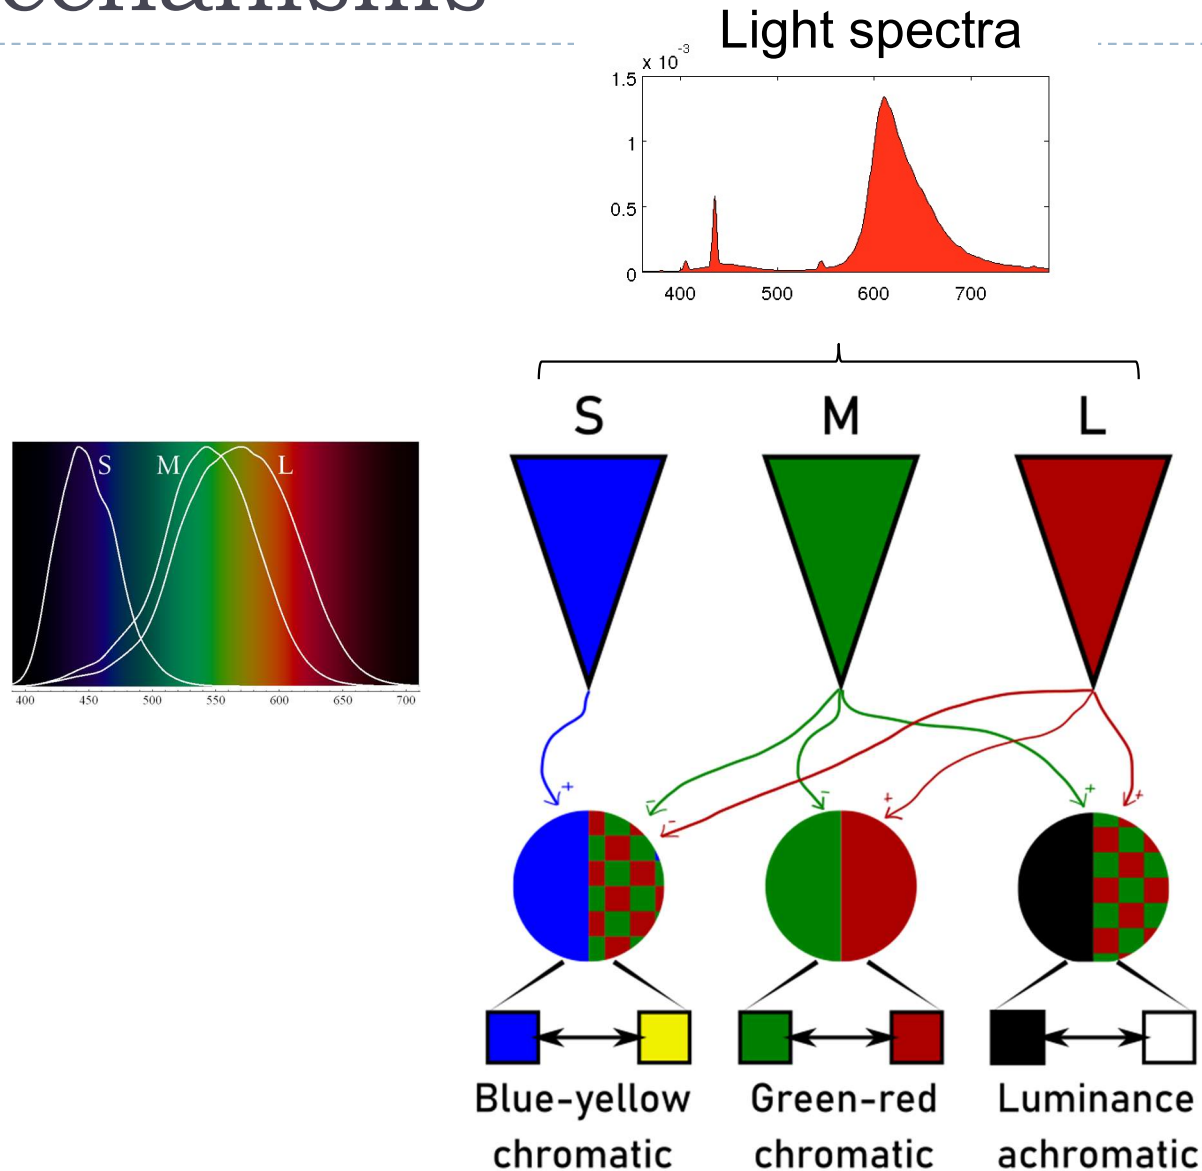 Light spectra
x 10-3
1.5
1
0.5
0
400 500 600 700
S M L
S M L
400 450 500 550 600 650 700
+ - - - + + +
Blue-yellow Green-red Luminance
chromatic chromatic achromatic